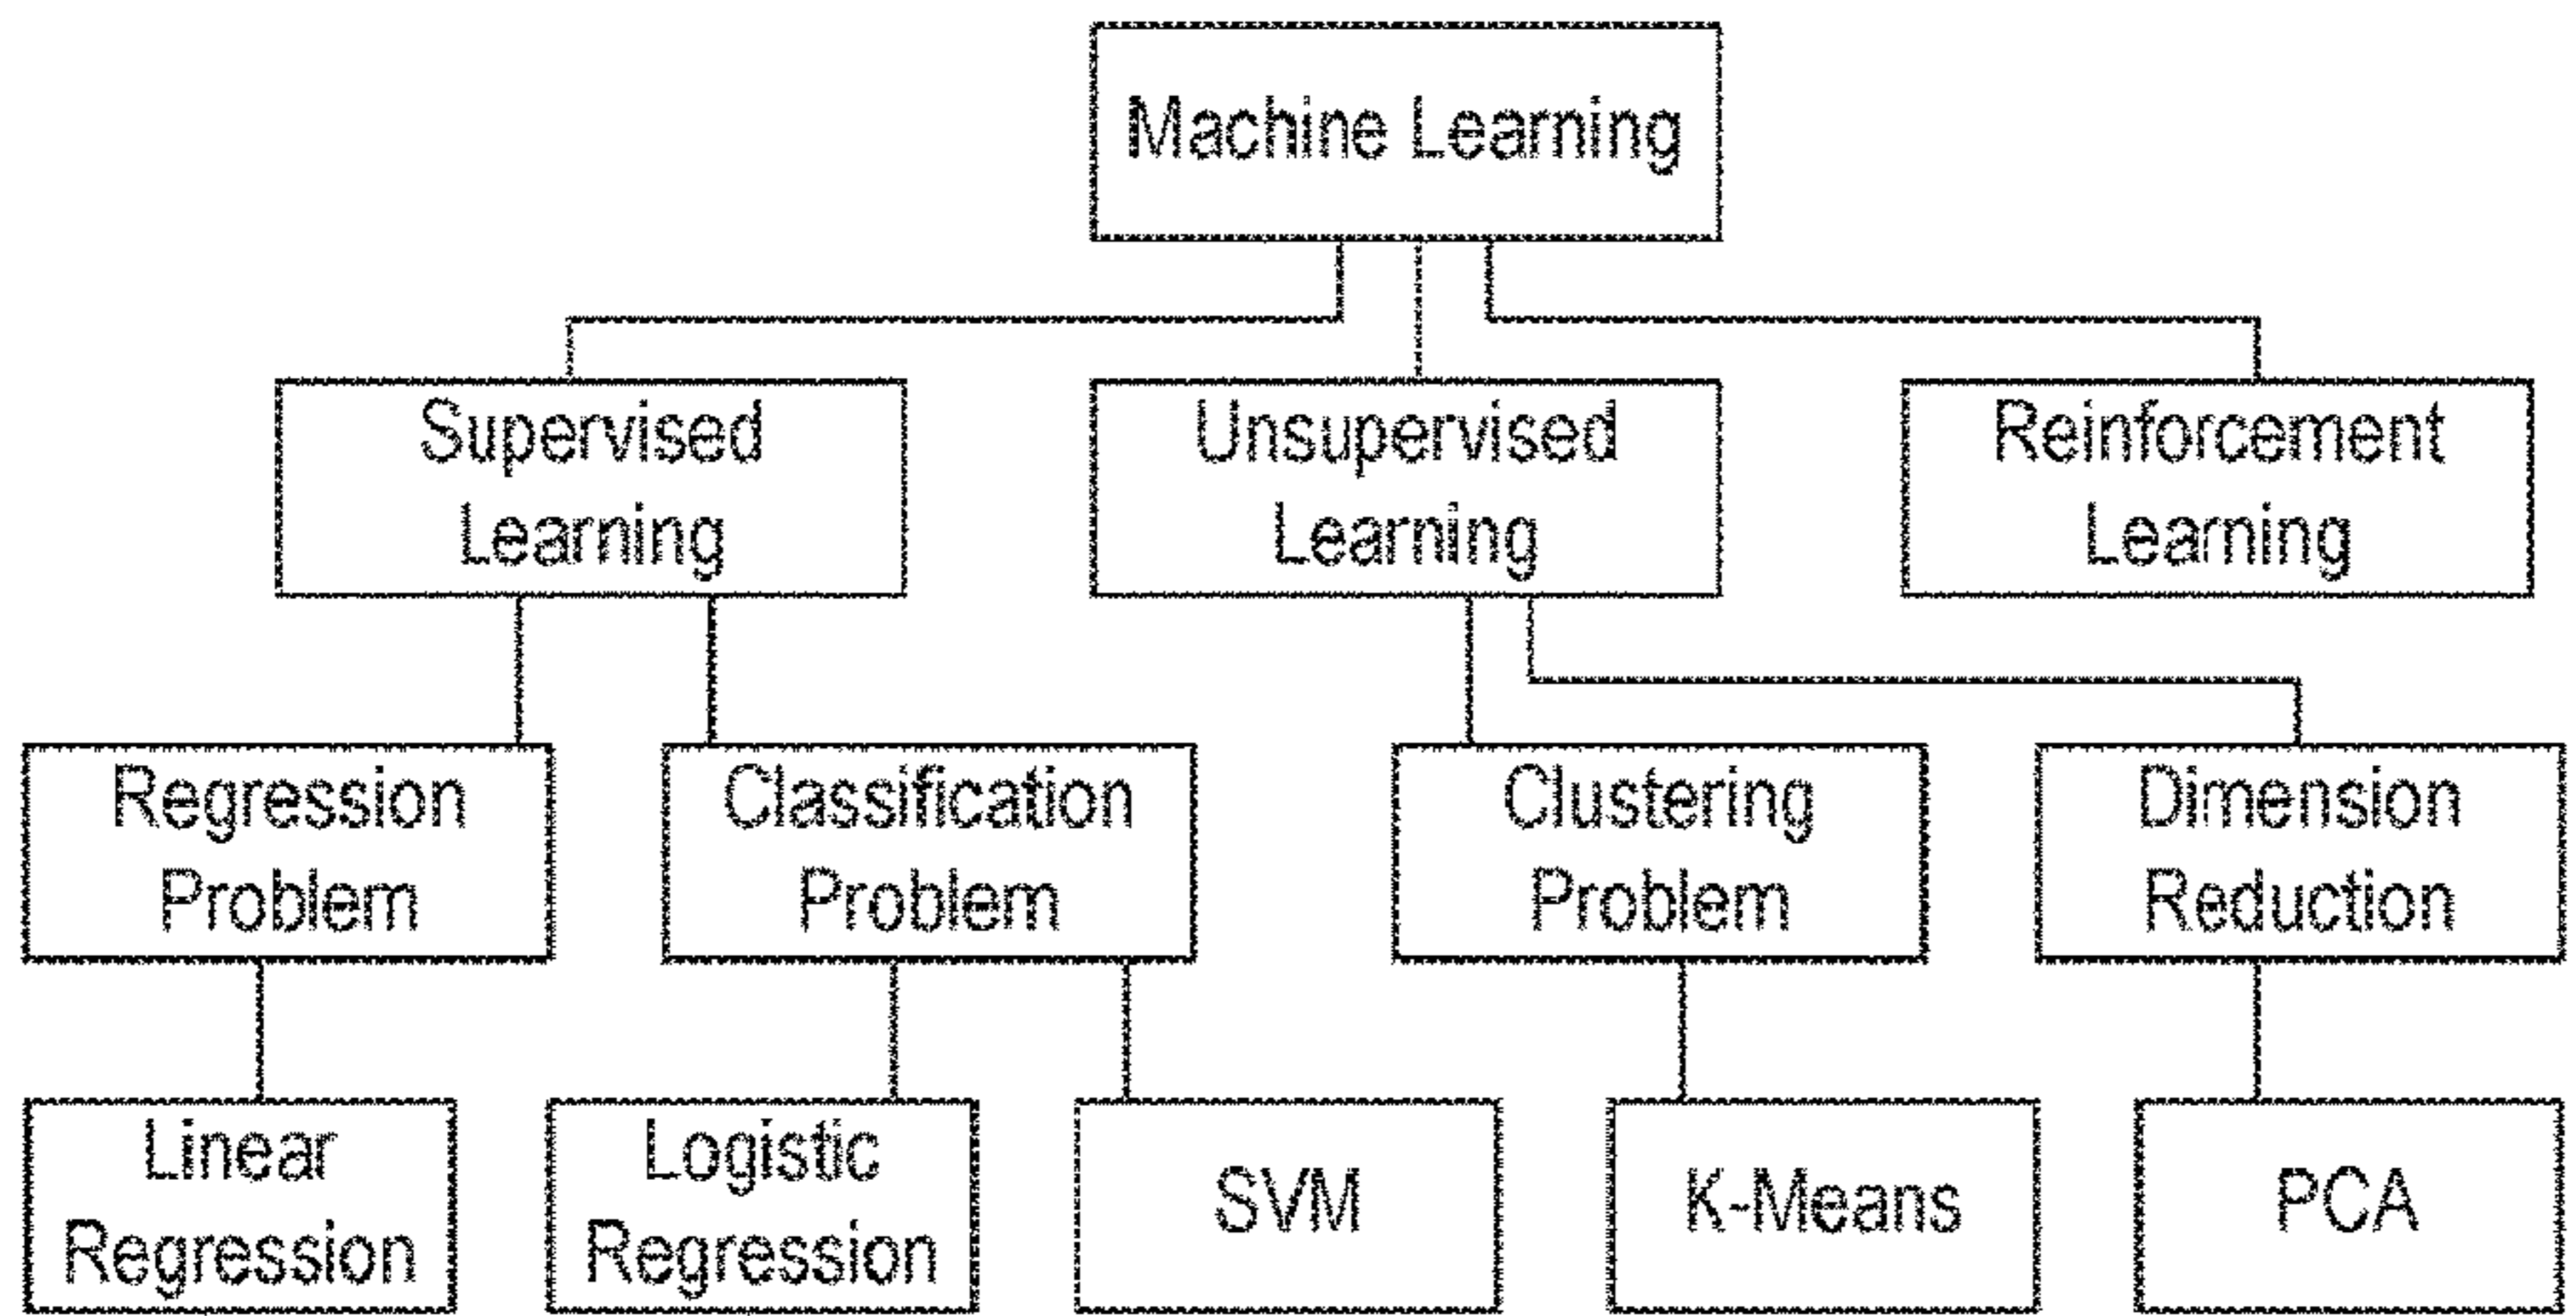 Machine Learning
Supervised
Learning
Unsupervised
Learning
Reinforcement
Learning
Regression
Problem
Classification
Problem
Clustering
Problem
Dimension
Reduction
Linear
Regression
Logistic
Regression
SVM
K-Means
PCA